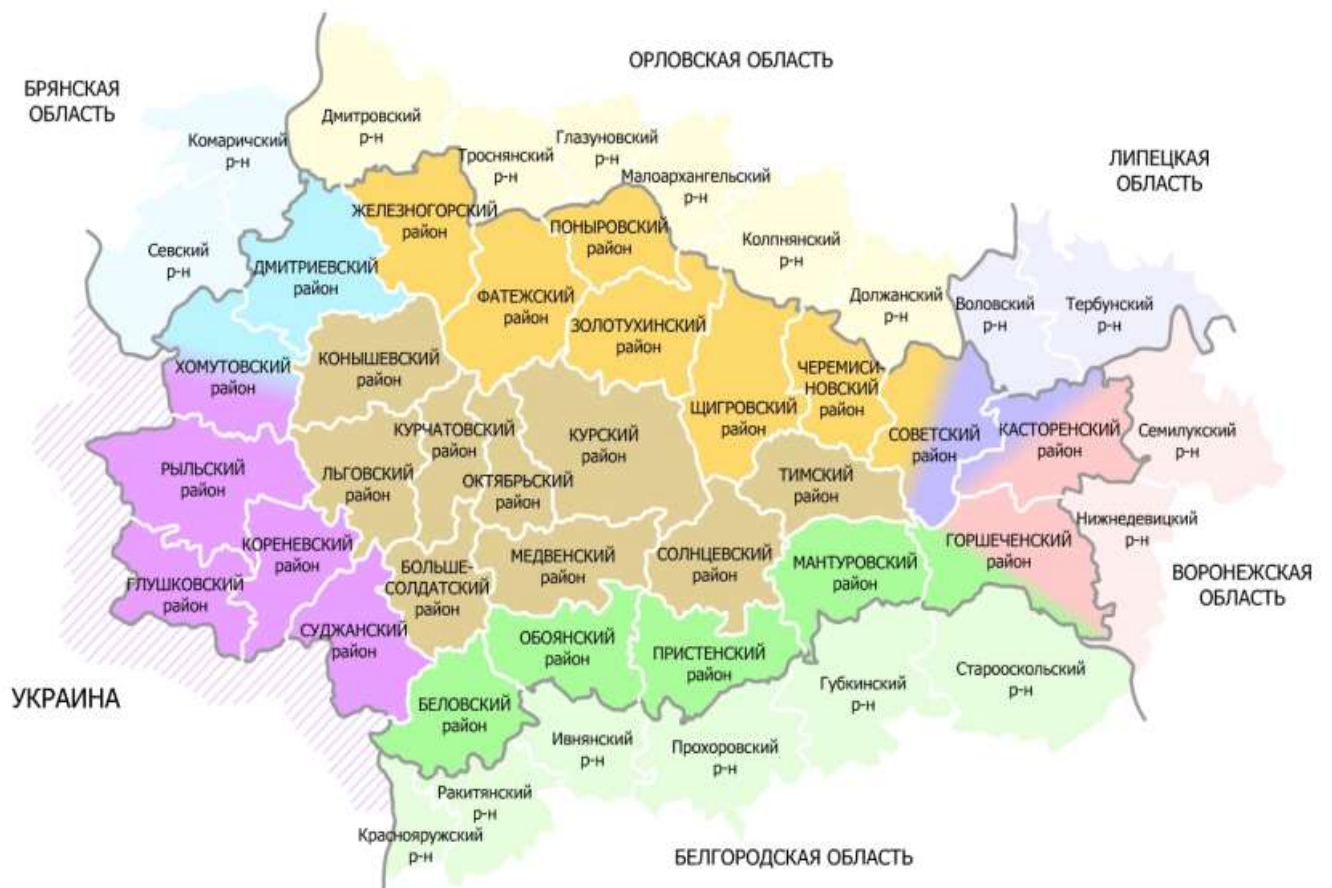 ОРЛОВСКАЯ ОБЛАСТЬ
БРЯНСКАЯ
ОБЛАСТЬ
Дмитровский
р-н
Комаричский
р-н
Троснянский
р-н
Глазуновский
р-н
Малоархангельский
р-н
ЛИПЕЦКАЯ
ОБЛАСТЬ
ЖЕЛЕЗНОГОРСКИЙ
район
ПОНЫРОВСКИЙ
район
Колпнянский
р-н
Севский
р-н
ДМИТРИЕВСКИЙ
район
ФАТЕЖСКИЙ
район
Должанский
р-н
Воловский
р-н
Тербунский
р-н
ЗОЛОТУХИНСКИЙ
район
ХОМУТОВСКИЙ
район
КОНЫШЕВСКИЙ
район
ЧЕРЕМИСИ-
НОВСКИЙ
район
ЩИГРОВСКИЙ
район
КУРЧАТОВСКИЙ
район
КУРСКИЙ
район
СОВЕТСКИЙ
район
КАСТОРЕНСКИЙ
район
Семилукский
р-н
РЫЛЬСКИЙ
район
ЛЬГОВСКИЙ
район
ОКТЯБРЬСКИЙ
район
ТИМСКИЙ
район
Нижнедевицкий
р-н
КОРЕНЕВСКИЙ
район
ГЛУШКОВСКИЙ
район
БОЛЬШЕ-
СОЛДАТСКИЙ
район
МЕДВЕНСКИЙ
район
СОЛНЦЕВСКИЙ
район
МАНТУРОВСКИЙ
район
ГОРШЕЧЕНСКИЙ
район
ВОРОНЕЖСКАЯ
ОБЛАСТЬ
СУДЖАНСКИЙ
район
ОБОЯНСКИЙ
район
ПРИСТЕНСКИЙ
район
Губкинский
р-н
Старооскольский
р-н
УКРАИНА
БЕЛОВСКИЙ
район
Ивнянский
р-н
Прохоровский
р-н
Ракитянский
р-н
Краснояружский
р-н
БЕЛГОРОДСКАЯ ОБЛАСТЬ